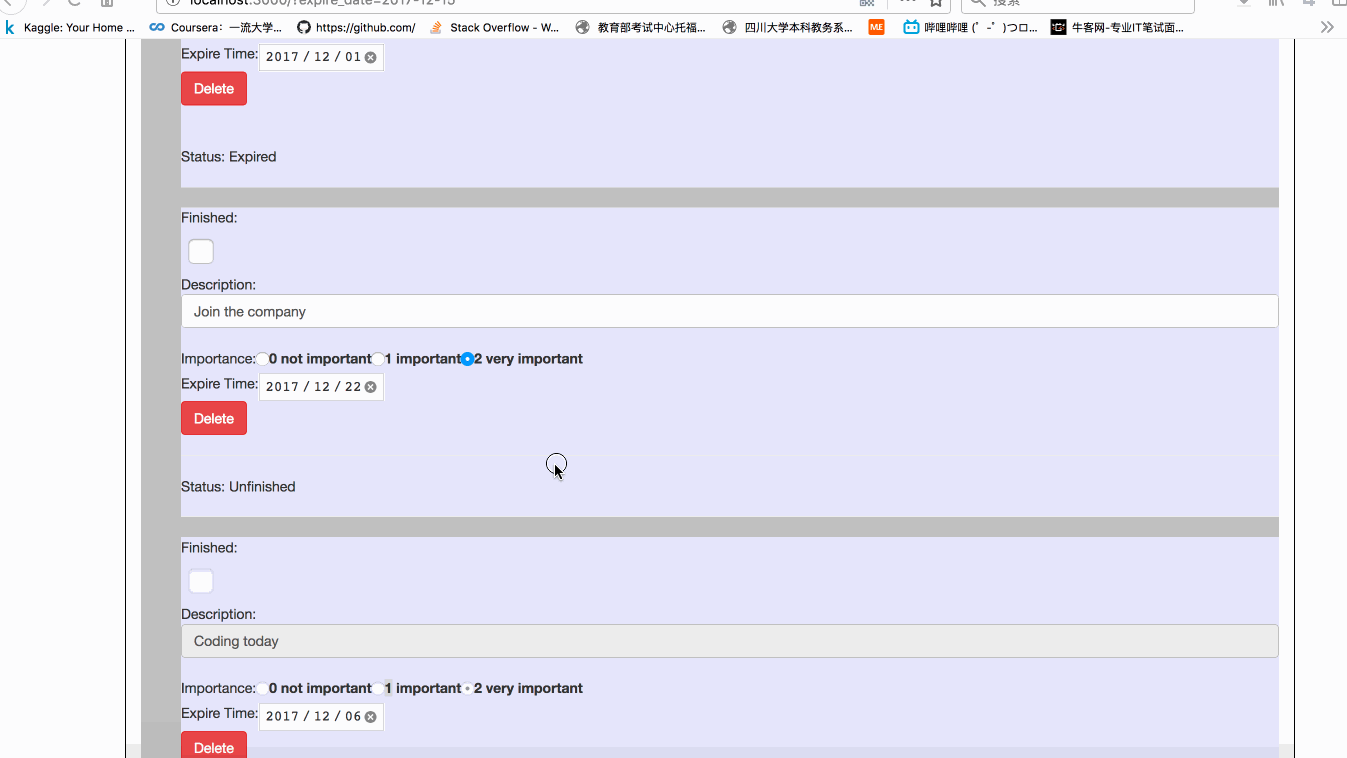 localhost:3000/?expire_date=2017-12-15
搜索
Kaggle: Your Home ...
Coursera: 一流大学...
https://github.com/
Stack Overflow - W...
教育部考试中心托福...
四川大学本科教务系...
ME
哔哩哔哩 (゜-゜)つロ...
牛客网-专业IT笔试面...
Expire Time: 2017 / 12 / 01
Delete
Status: Expired
Finished:
Description:
Join the company
Importance: 0 not important 1 important 2 very important
Expire Time: 2017 / 12 / 22
Delete
Status: Unfinished
Finished:
Description:
Coding today
Importance: 0 not important 1 important 2 very important
Expire Time: 2017 / 12 / 06
Delete